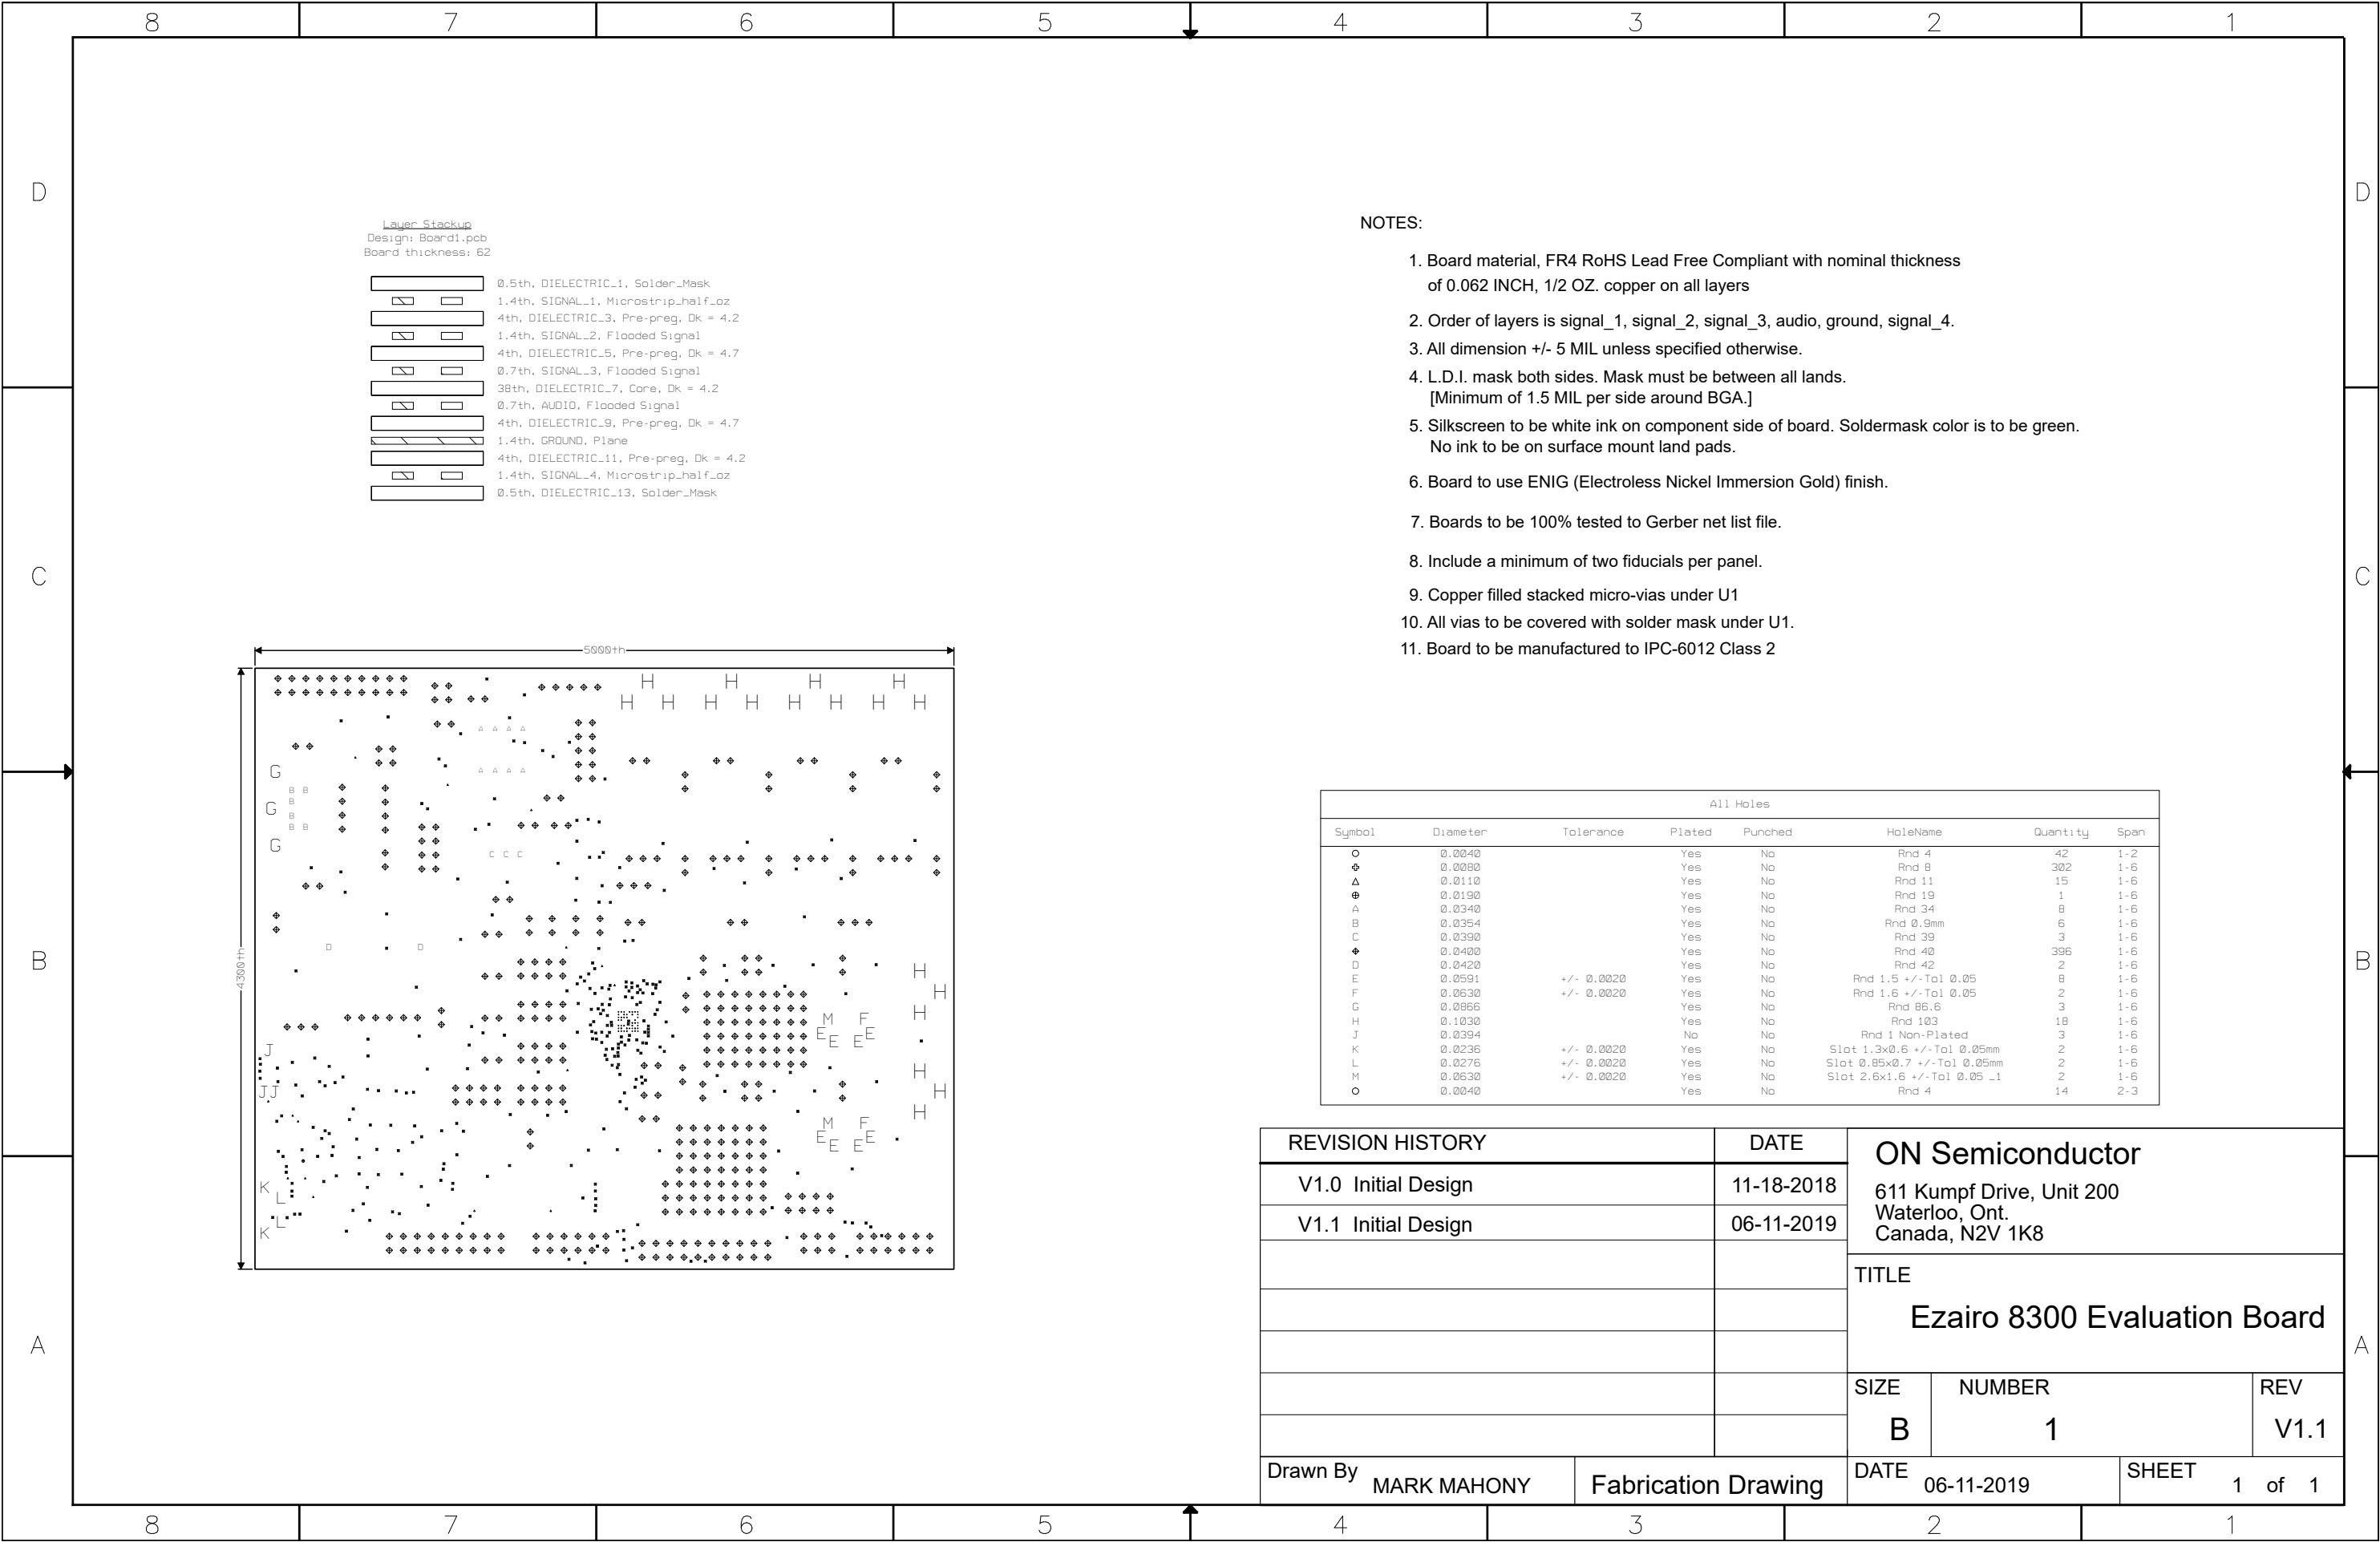 8 7 6 5 4 3 2 1
D D
C C
B B
A A
Layer Stackup
Design: Board1.pcb
Board thickness: 62
0.5th, DIELECTRIC_1, Solder_Mask
1.4th, SIGNAL_1, Microstrip_half_oz
4th, DIELECTRIC_3, Pre-preg, Dk = 4.2
1.4th, SIGNAL_2, Flooded Signal
4th, DIELECTRIC_5, Pre-preg, Dk = 4.7
0.7th, SIGNAL_3, Flooded Signal
38th, DIELECTRIC_7, Core, Dk = 4.2
0.7th, AUDIO, Flooded Signal
4th, DIELECTRIC_9, Pre-preg, Dk = 4.7
1.4th, GROUND, Plane
4th, DIELECTRIC_11, Pre-preg, Dk = 4.2
1.4th, SIGNAL_4, Microstrip_half_oz
0.5th, DIELECTRIC_13, Solder_Mask
NOTES:
1. Board material, FR4 RoHS Lead Free Compliant with nominal thickness
of 0.062 INCH, 1/2 OZ. copper on all layers
2. Order of layers is signal_1, signal_2, signal_3, audio, ground, signal_4.
3. All dimension +/- 5 MIL unless specified otherwise.
4. L.D.I. mask both sides. Mask must be between all lands.
[Minimum of 1.5 MIL per side around BGA.]
5. Silkscreen to be white ink on component side of board. Soldermask color is to be green.
No ink to be on surface mount land pads.
6. Board to use ENIG (Electroless Nickel Immersion Gold) finish.
7. Boards to be 100% tested to Gerber net list file.
8. Include a minimum of two fiducials per panel.
9. Copper filled stacked micro-vias under U1
10. All vias to be covered with solder mask under U1.
11. Board to be manufactured to IPC-6012 Class 2
5000th
4300th
H H H H
H H H H H H H H
A A A A
A A A A
G
B B
B
G
B
B B
G
C C C
D D
H
H
H
M F
E E
E E
J
H
J J
H
H
M F
E E
E E
K
L
L
K
All Holes
Symbol Diameter Tolerance Plated Punched HoleName Quantity Span
0.0040 Yes No Rnd 4 42 1-2
0.0080 Yes No Rnd 8 302 1-6
0.0110 Yes No Rnd 11 15 1-6
0.0190 Yes No Rnd 19 1 1-6
A 0.0340 Yes No Rnd 34 8 1-6
B 0.0354 Yes No Rnd 0.9mm 6 1-6
C 0.0390 Yes No Rnd 39 3 1-6
0.0400 Yes No Rnd 40 396 1-6
D 0.0420 Yes No Rnd 42 2 1-6
E 0.0591 +/- 0.0020 Yes No Rnd 1.5 +/-Tol 0.05 8 1-6
F 0.0630 +/- 0.0020 Yes No Rnd 1.6 +/-Tol 0.05 2 1-6
G 0.0866 Yes No Rnd 86.6 3 1-6
H 0.1030 Yes No Rnd 103 18 1-6
J 0.0394 No No Rnd 1 Non-Plated 3 1-6
K 0.0236 +/- 0.0020 Yes No Slot 1.3x0.6 +/-Tol 0.05mm 2 1-6
L 0.0276 +/- 0.0020 Yes No Slot 0.85x0.7 +/-Tol 0.05mm 2 1-6
M 0.0630 +/- 0.0020 Yes No Slot 2.6x1.6 +/-Tol 0.05 _1 2 1-6
0.0040 Yes No Rnd 4 14 2-3
REVISION HISTORY DATE
V1.0 Initial Design 11-18-2018
V1.1 Initial Design 06-11-2019
ON Semiconductor
611 Kumpf Drive, Unit 200
Waterloo, Ont.
Canada, N2V 1K8
TITLE
Ezairo 8300 Evaluation Board
SIZE NUMBER REV
B 1 V1.1
Drawn By MARK MAHONY Fabrication Drawing
DATE 06-11-2019 SHEET 1 of 1
8 7 6 5 4 3 2 1